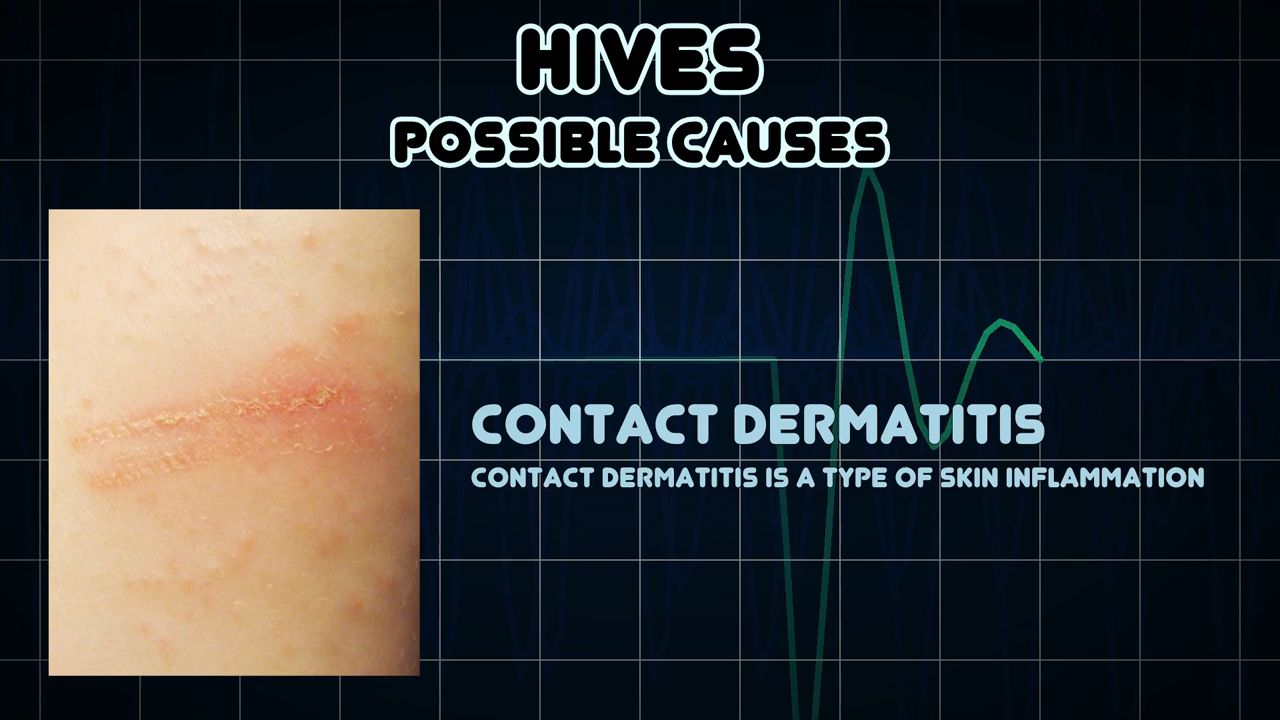 HIVES
POSSIBLE CAUSES
CONTACT DERMATITIS
CONTACT DERMATITIS IS A TYPE OF SKIN INFLAMMATION